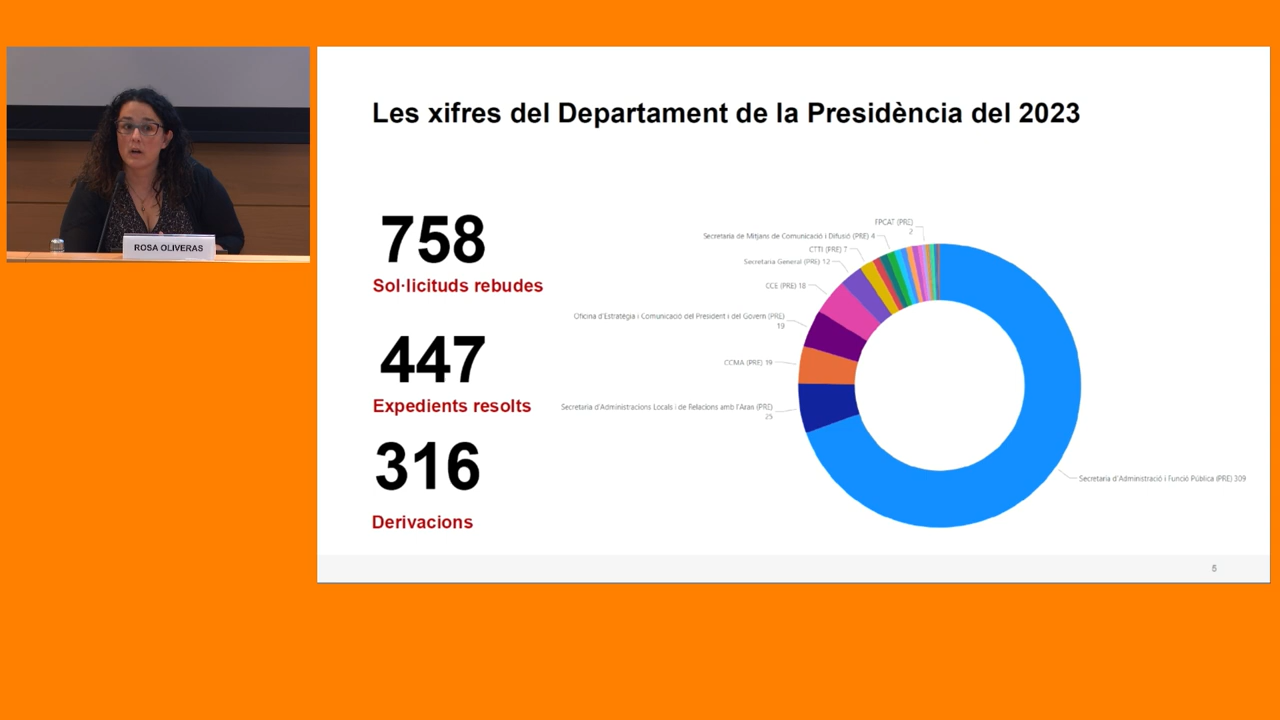 Les xifres del Departament de la Presidència del 2023
ROSA OLIVERAS
758
Sol·licituds rebudes
447
Expedients resolts
316
Derivacions
FPCAT (PRE)
2
Secretaria de Mitjans de Comunicació i Difusió (PRE) 4
CTTI (PRE) 7
Secretaria General (PRE) 12
CCE (PRE) 18
Oficina d'Estratègia i Comunicació del President i del Govern (PRE)
19
CCMA (PRE) 19
Secretaria d'Administracions Locals i de Relacions amb l'Aran (PRE)
25
Secretaria d'Administració i Funció Pública (PRE) 309
5